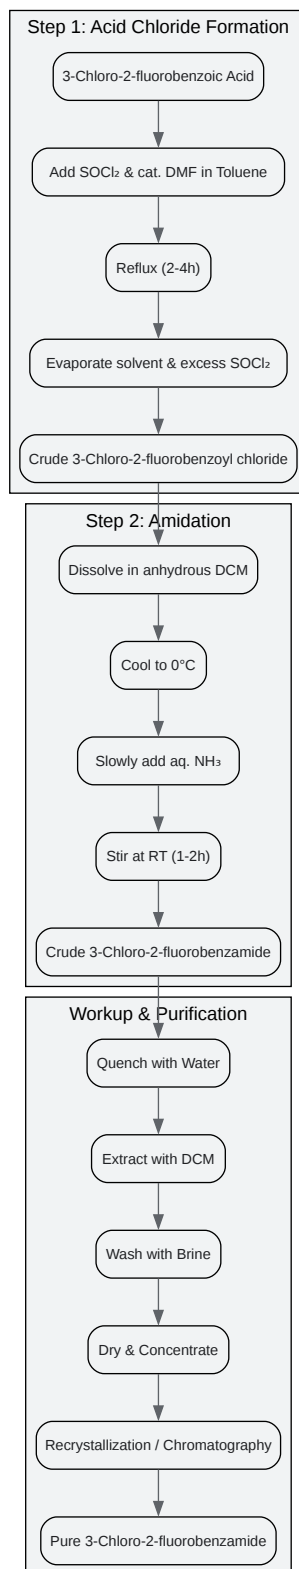 Step 1: Acid Chloride Formation
3-Chloro-2-fluorobenzoic Acid
Add SOCl₂ & cat. DMF in Toluene
Reflux (2-4h)
Evaporate solvent & excess SOCl₂
Crude 3-Chloro-2-fluorobenzoyl chloride
Step 2: Amidation
Dissolve in anhydrous DCM
Cool to 0°C
Slowly add aq. NH₃
Stir at RT (1-2h)
Crude 3-Chloro-2-fluorobenzamide
Workup & Purification
Quench with Water
Extract with DCM
Wash with Brine
Dry & Concentrate
Recrystallization / Chromatography
Pure 3-Chloro-2-fluorobenzamide